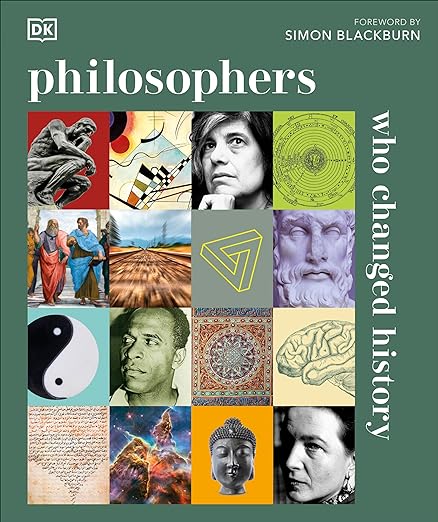 DK
FOREWORD BY
SIMON BLACKBURN
philosophers
who changed history